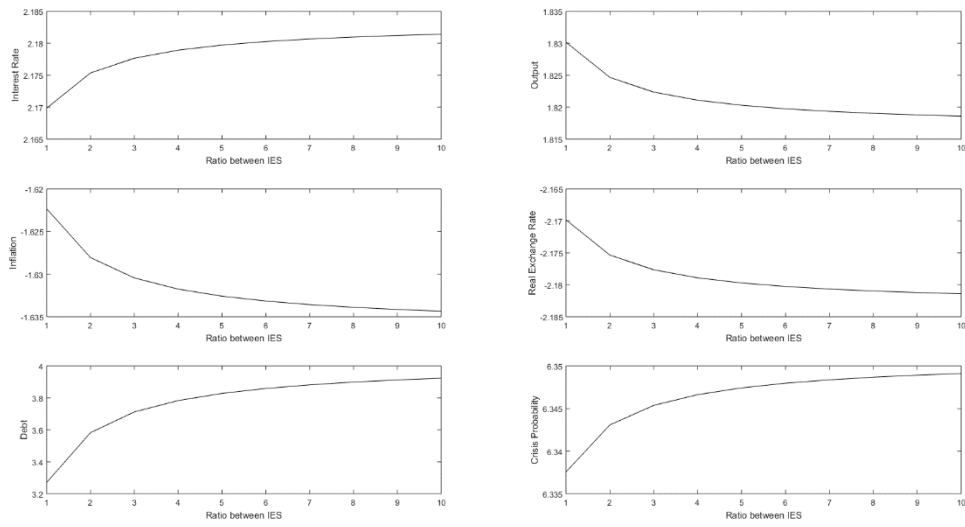 2.185
2.18
2.175
2.17
2.165
Interest Rate
1 2 3 4 5 6 7 8 9 10
Ratio between IES
1.835
1.83
1.825
1.82
1.815
Output
1 2 3 4 5 6 7 8 9 10
Ratio between IES
-1.62
-1.625
-1.63
-1.635
Inflation
1 2 3 4 5 6 7 8 9 10
Ratio between IES
-2.165
-2.17
-2.175
-2.18
-2.185
Real Exchange Rate
1 2 3 4 5 6 7 8 9 10
Ratio between IES
4
3.8
3.6
3.4
3.2
Debt
1 2 3 4 5 6 7 8 9 10
Ratio between IES
6.35
6.345
6.34
6.335
Crisis Probability
1 2 3 4 5 6 7 8 9 10
Ratio between IES